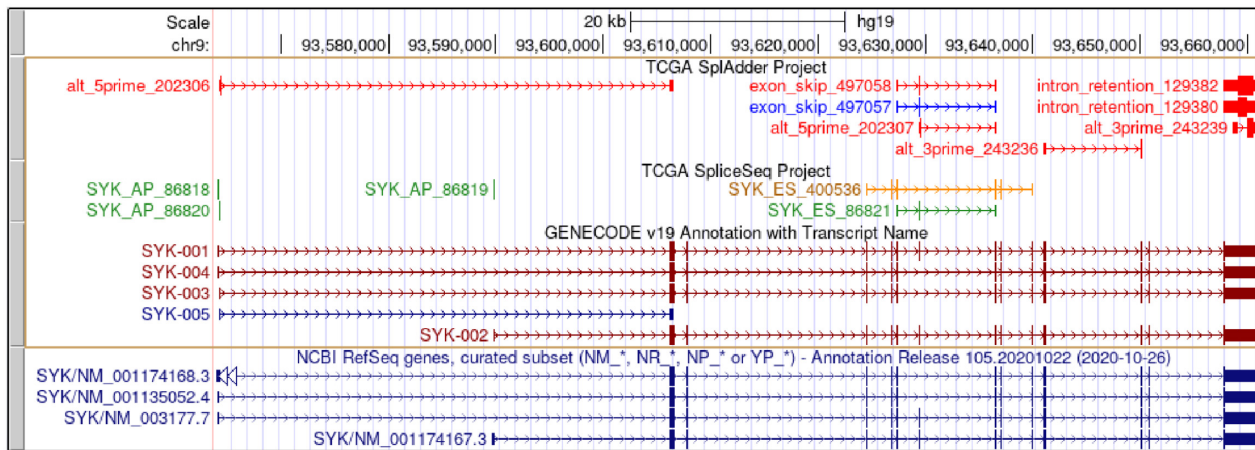 Scale 20 kb hg19
chr9: 93,580,000 93,590,000 93,600,000 93,610,000 93,620,000 93,630,000 93,640,000 93,650,000 93,660,000
TCGA SplAdder Project
alt_5prime_202306 exon_skip_497058 intron_retention_129382
exon_skip_497057 intron_retention_129380
alt_5prime_202307 alt_3prime_243239
alt_3prime_243236
TCGA SpliceSeq Project
SYK_AP_86818 SYK_AP_86819 SYK_ES_400536
SYK_AP_86820 SYK_ES_86821
GENECODE v19 Annotation with Transcript Name
SYK-001
SYK-004
SYK-003
SYK-005
SYK-002
NCBI RefSeq genes, curated subset (NM_*, NR_*, NP_* or YP_*) - Annotation Release 105.20201022 (2020-10-26)
SYK/NM_001174168.3
SYK/NM_001135052.4
SYK/NM_003177.7
SYK/NM_001174167.3